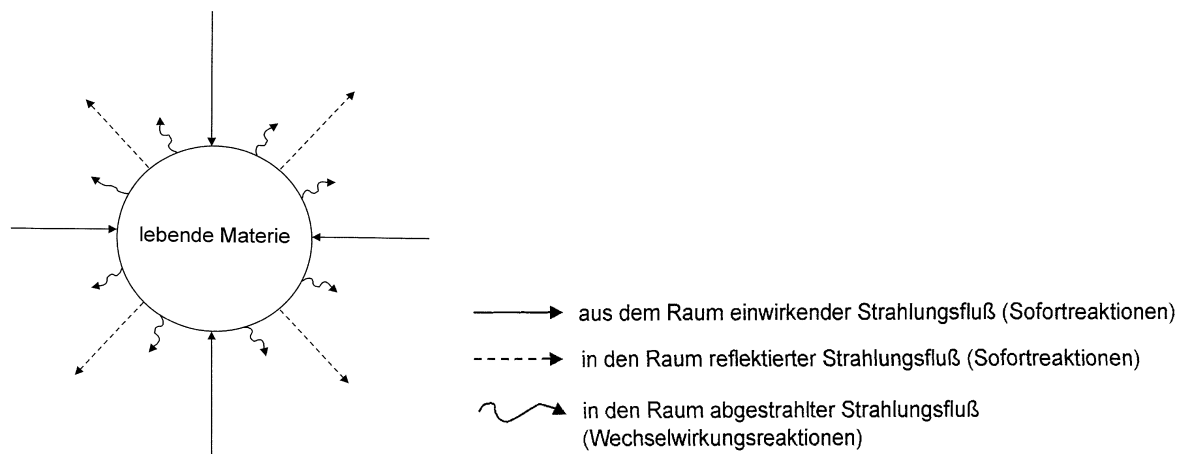 lebende Materie
aus dem Raum einwirkender Strahlungsfluß (Sofortreaktionen)
in den Raum reflektierter Strahlungsfluß (Sofortreaktionen)
in den Raum abgestrahlter Strahlungsfluß
(Wechselwirkungsreaktionen)